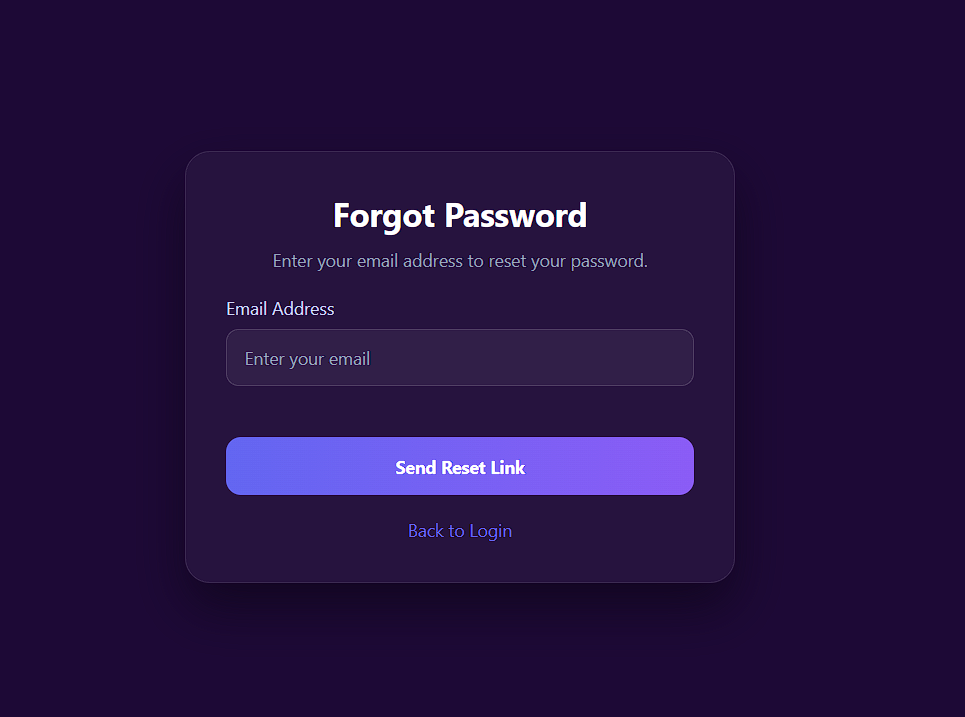 Forgot Password
Enter your email address to reset your password.
Email Address
Enter your email
Send Reset Link
Back to Login